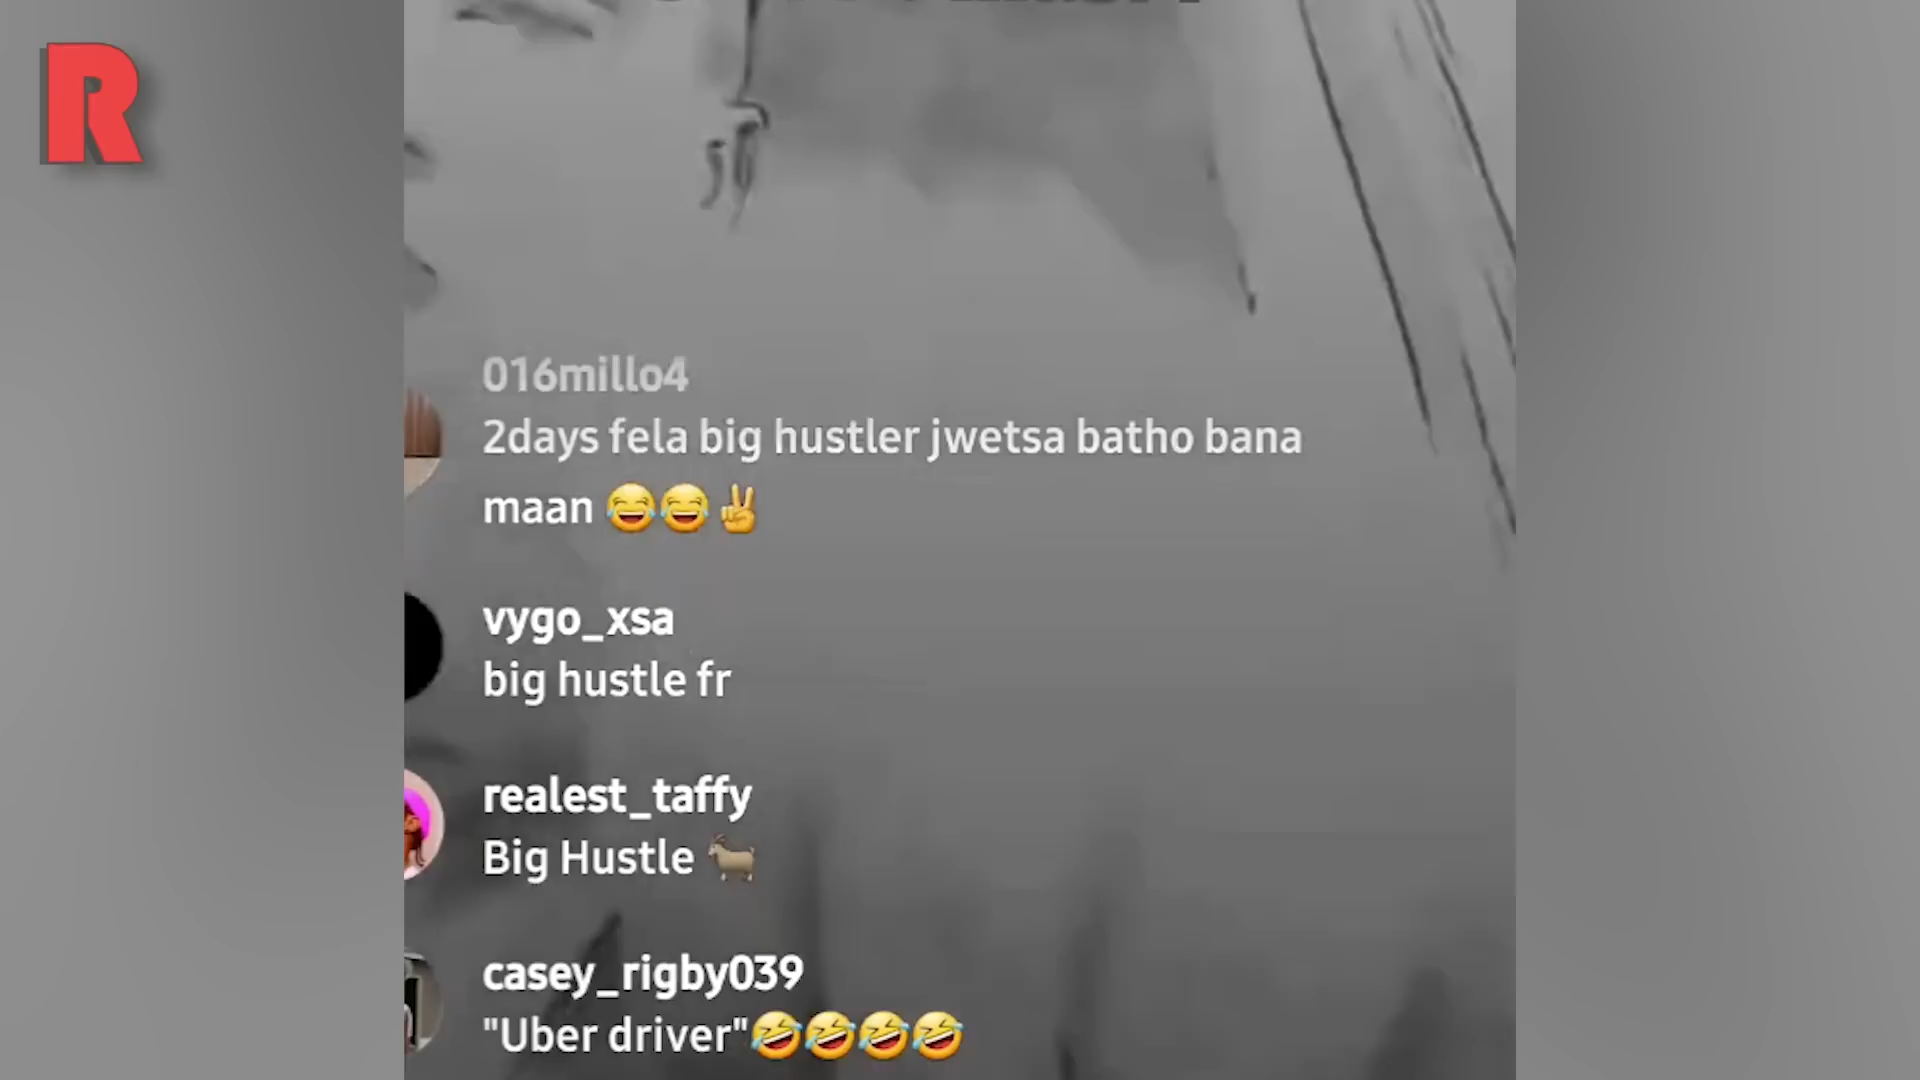 R
016millo4
2days fela big hustler jwetsa batho bana
maan 😂😂✌️
vygo_xsa
big hustle fr
realest_taffy
Big Hustle 🐐
casey_rigby039
"Uber driver"🤣🤣🤣🤣